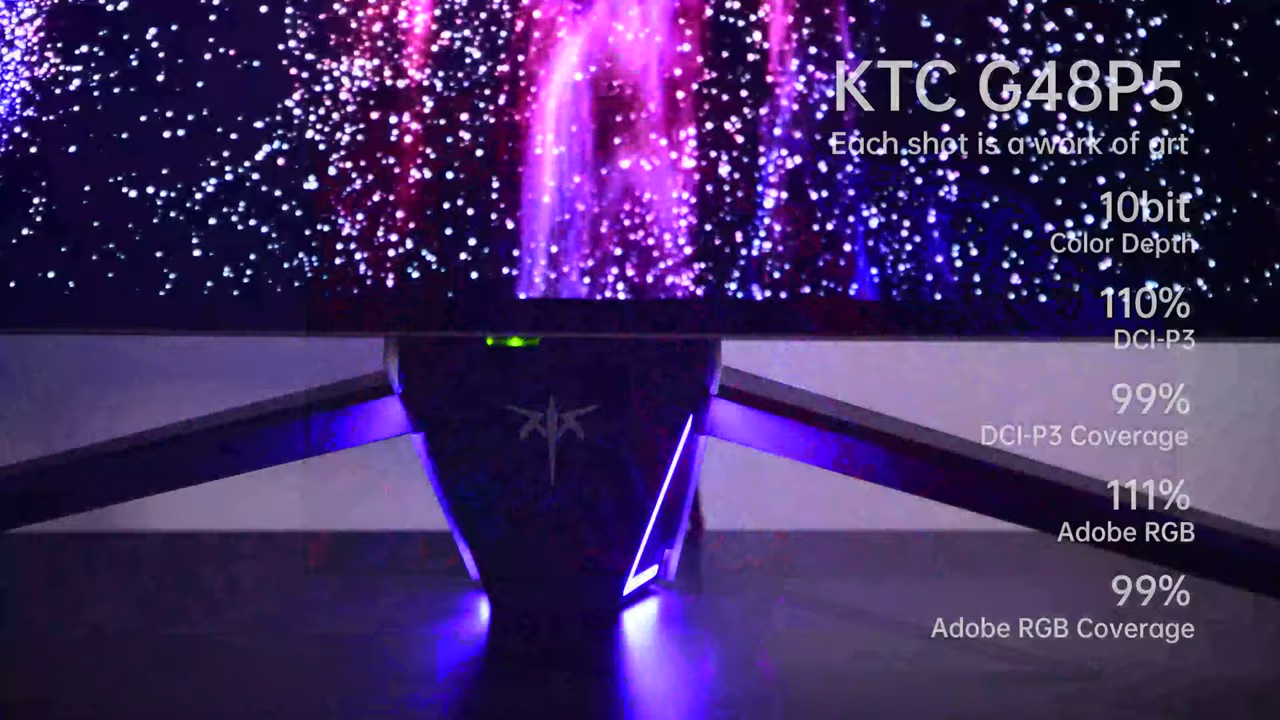 KTC G48P5
Each shot is a work of art
10bit
Color Depth
110%
DCI-P3
99%
DCI-P3 Coverage
111%
Adobe RGB
99%
Adobe RGB Coverage